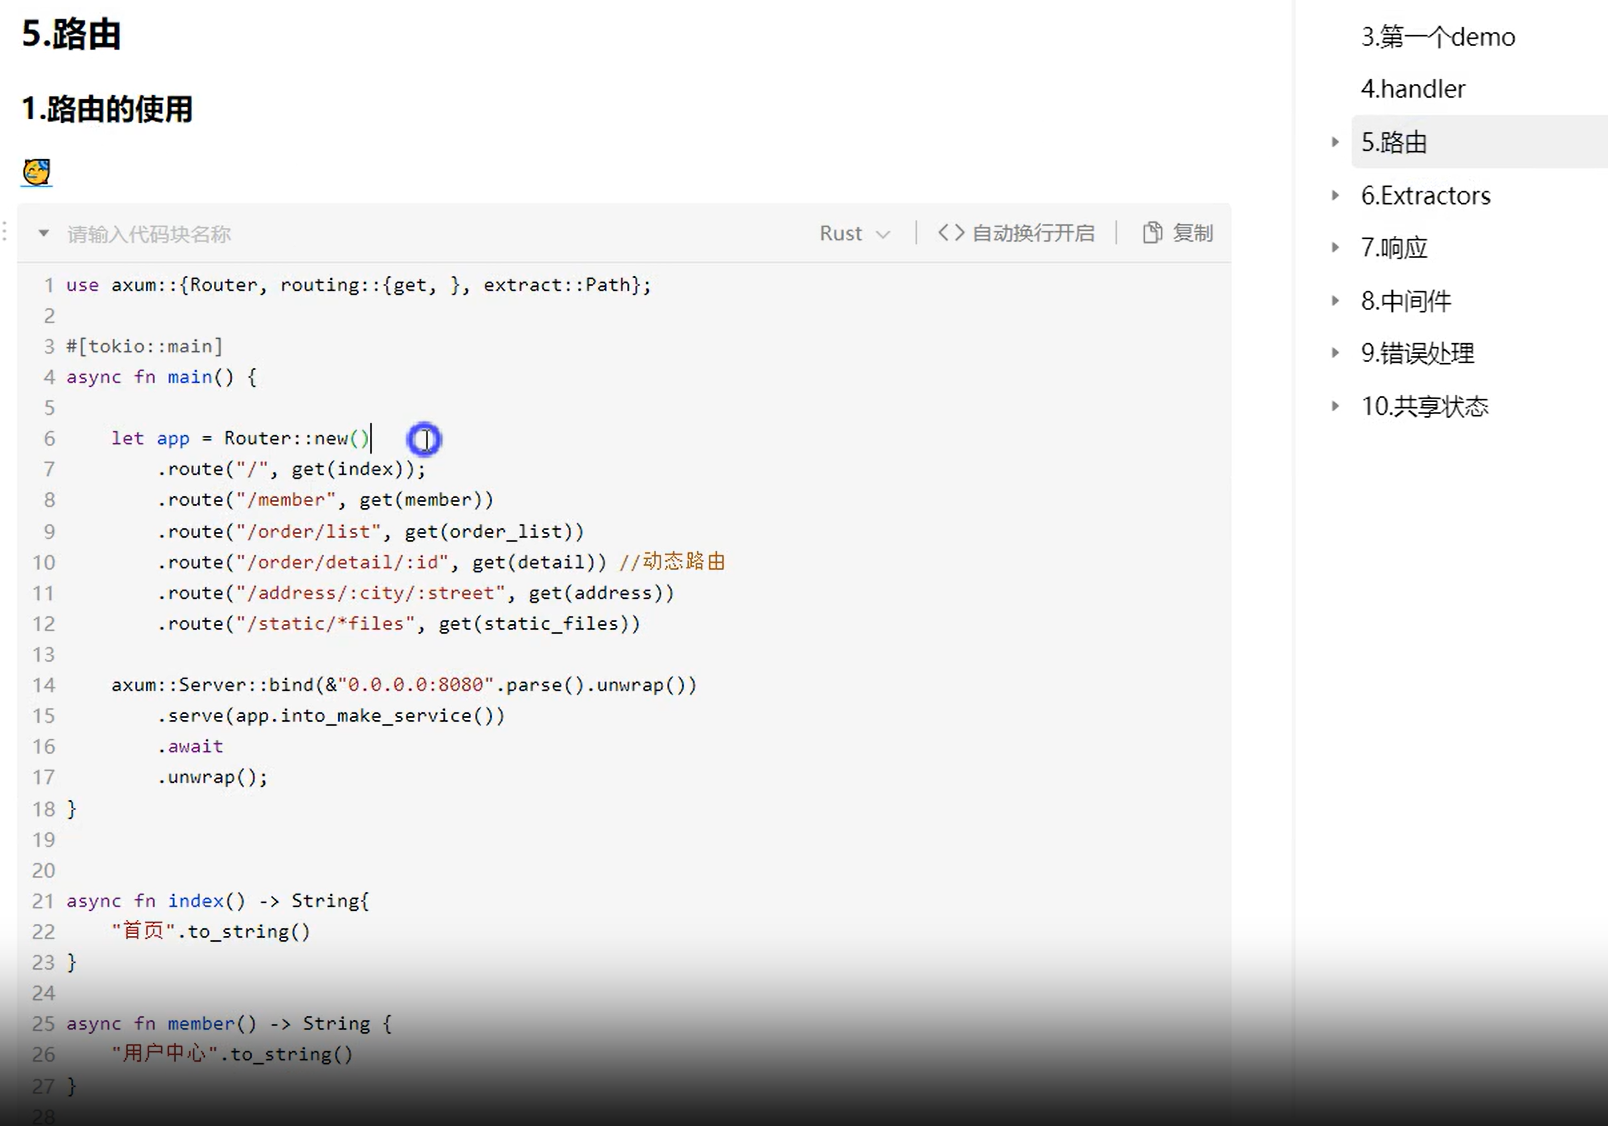 5.路由
1.路由的使用
请输入代码块名称
Rust
自动换行开启
复制
1 use axum::{Router, routing::{get, }, extract::Path};
2
3 #[tokio::main]
4 async fn main() {
5
6     let app = Router::new()
7         .route("/", get(index));
8         .route("/member", get(member))
9         .route("/order/list", get(order_list))
10         .route("/order/detail/:id", get(detail)) //动态路由
11         .route("/address/:city/:street", get(address))
12         .route("/static/*files", get(static_files))
13
14     axum::Server::bind(&"0.0.0.0:8080".parse().unwrap())
15         .serve(app.into_make_service())
16         .await
17         .unwrap();
18 }
19
20
21 async fn index() -> String{
22     "首页".to_string()
23 }
24
25 async fn member() -> String {
26     "用户中心".to_string()
27 }
28
3.第一个demo
4.handler
5.路由
6.Extractors
7.响应
8.中间件
9.错误处理
10.共享状态